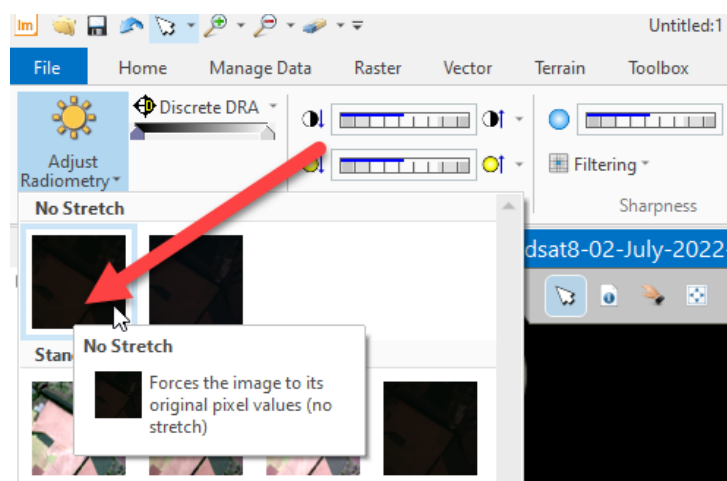 Im
Untitled:1
File Home Manage Data Raster Vector Terrain Toolbox
Discrete DRA
Adjust
Radiometry
Filtering
Sharpness
No Stretch
dsat8-02-July-2022
No Stretch
Stan
Forces the image to its
original pixel values (no
stretch)